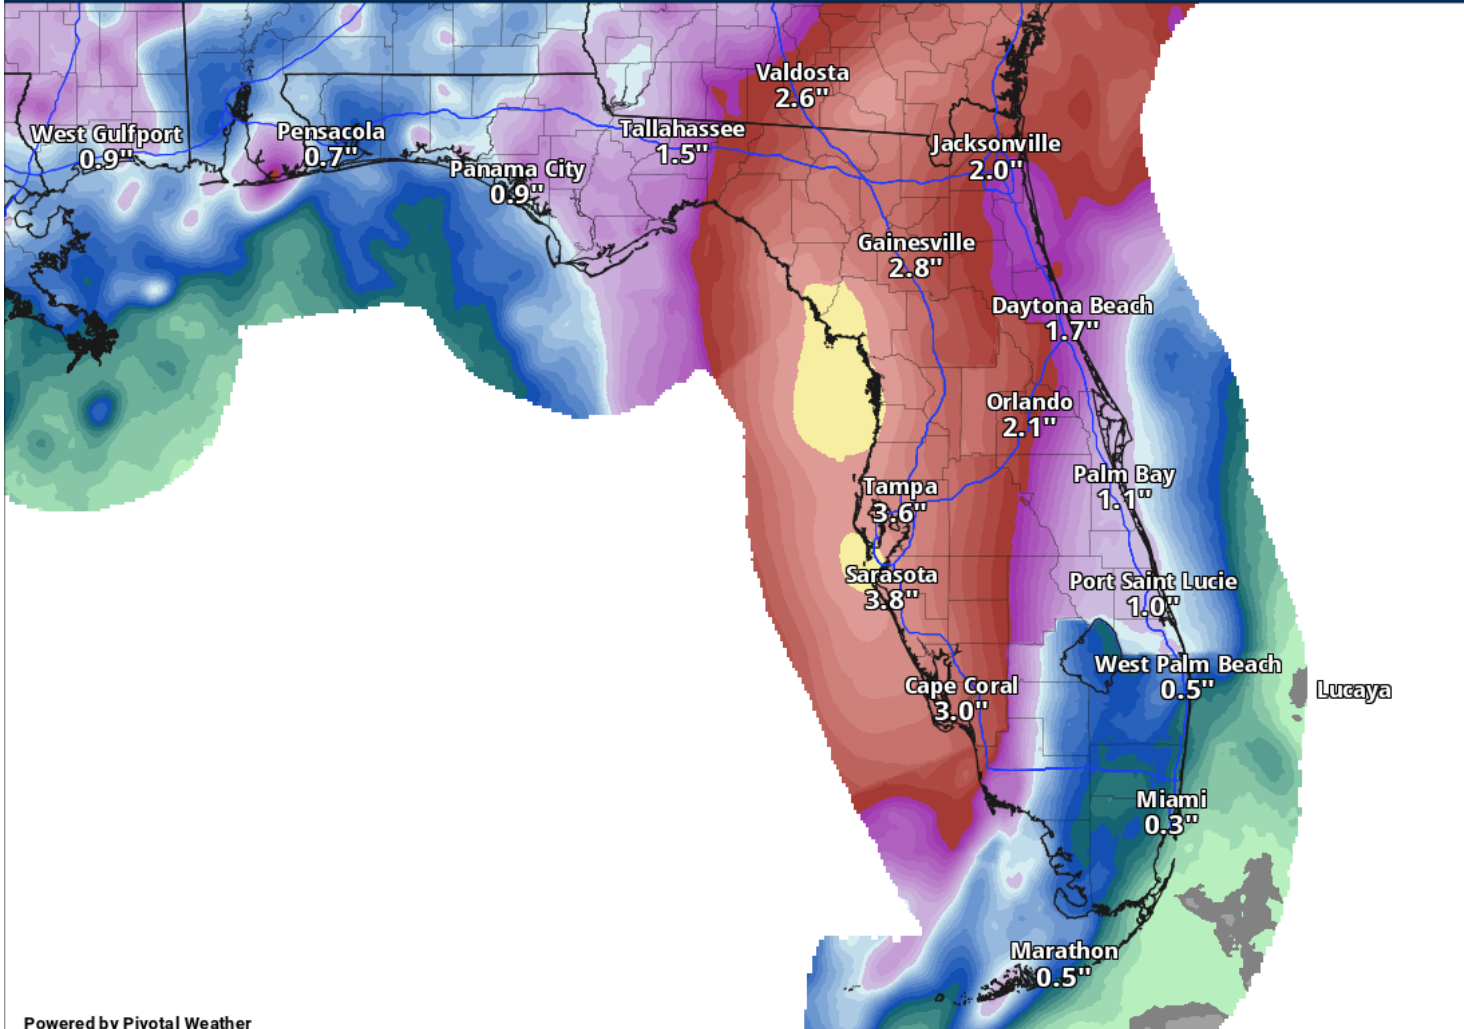 Valdosta
2.6"
West Gulfport
0.9"
Pensacola
0.7"
Tallahassee
1.5"
Jacksonville
2.0"
Panama City
0.9"
Gainesville
2.8"
Daytona Beach
1.7"
Orlando
2.1"
Palm Bay
1.1"
Tampa
3.6"
Sarasota
3.8"
Port Saint Lucie
1.0"
West Palm Beach
0.5"
Lucaya
Cape Coral
3.0"
Miami
0.3"
Marathon
0.5"
Powered by Pivotal Weather